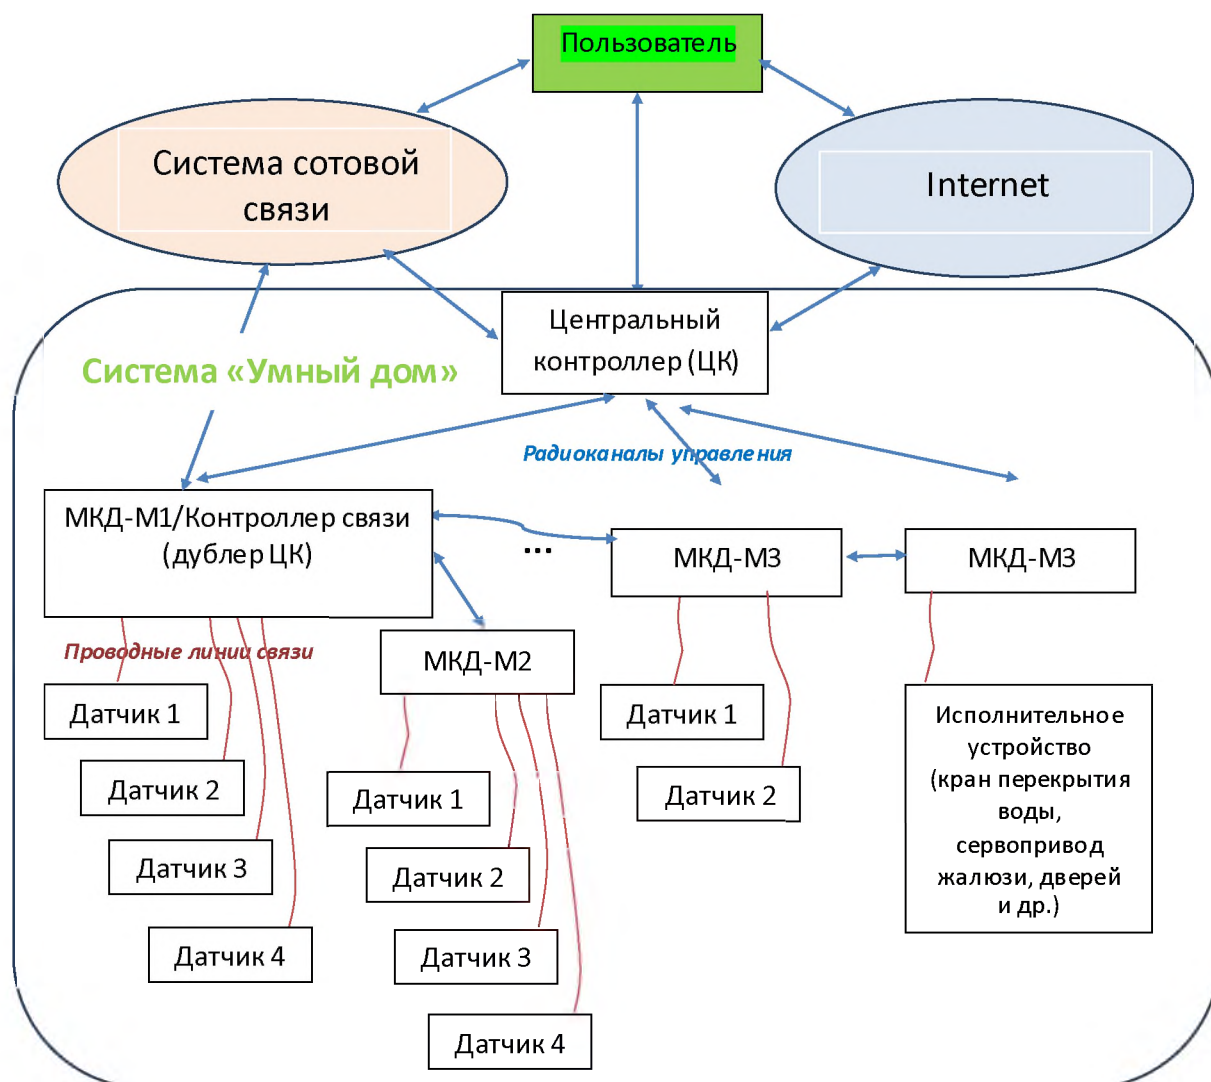 Пользователь
Система сотовой
связи
Internet
Центральный
контроллер (ЦК)
Система «Умный дом»
Радиоканалы управления
МКД-М1/Контроллер связи
(дублер ЦК)
...
МКД-М3
МКД-М3
Проводные линии связи
МКД-М2
Датчик 1
Датчик 2
Датчик 3
Датчик 4
Датчик 1
Датчик 2
Датчик 3
Датчик 4
Датчик 1
Датчик 2
Исполнительное
устройство
(кран перекрытия
воды,
сервопривод
жалюзи, дверей
и др.)